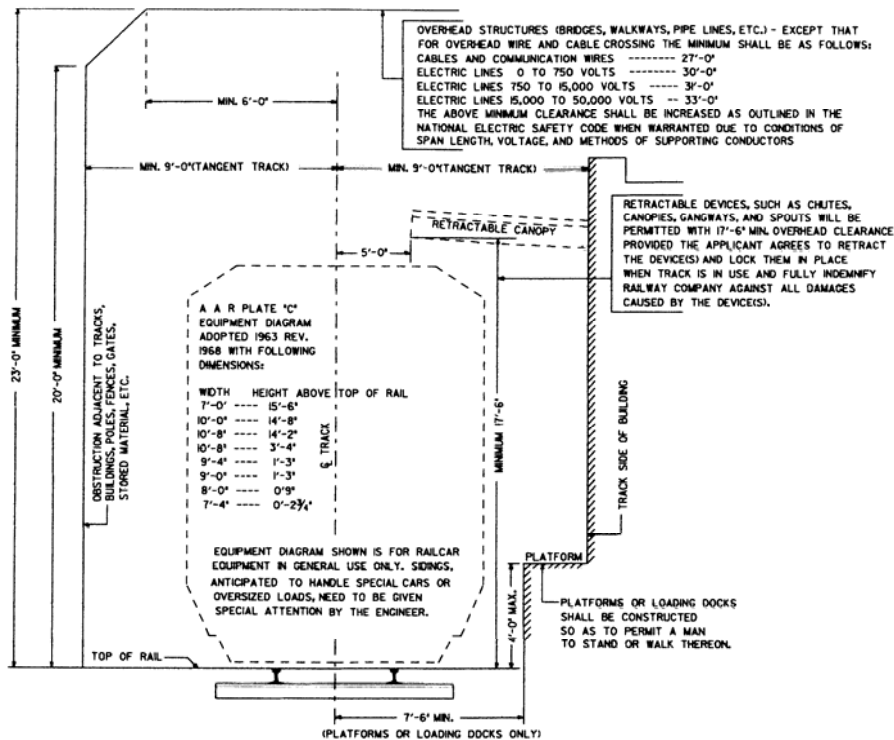 OVERHEAD STRUCTURES (BRIDGES, WALKWAYS, PIPE LINES, ETC.) - EXCEPT THAT
FOR OVERHEAD WIRE AND CABLE CROSSING THE MINIMUM SHALL BE AS FOLLOWS:
CABLES AND COMMUNICATION WIRES -------- 27'-0"
ELECTRIC LINES 0 TO 750 VOLTS --------- 30'-0"
ELECTRIC LINES 750 TO 15,000 VOLTS ----- 31'-0"
ELECTRIC LINES 15,000 TO 50,000 VOLTS -- 33'-0"
THE ABOVE MINIMUM CLEARANCE SHALL BE INCREASED AS OUTLINED IN THE
NATIONAL ELECTRIC SAFETY CODE WHEN WARRANTED DUE TO CONDITIONS OF
SPAN LENGTH, VOLTAGE, AND METHODS OF SUPPORTING CONDUCTORS
MIN. 6'-0"
MIN. 9'-0"(TANGENT TRACK)
MIN. 9'-0"(TANGENT TRACK)
RETRACTABLE DEVICES, SUCH AS CHUTES,
CANOPIES, GANGWAYS, AND SPOUTS WILL BE
PERMITTED WITH 17'-6" MIN. OVERHEAD CLEARANCE
PROVIDED THE APPLICANT AGREES TO RETRACT
THE DEVICE(S) AND LOCK THEM IN PLACE
WHEN TRACK IS IN USE AND FULLY INDEMNIFY
RAILWAY COMPANY AGAINST ALL DAMAGES
CAUSED BY THE DEVICE(S).
RETRACTABLE CANOPY
5'-0"
23'-0" MINIMUM
20'-0" MINIMUM
OBSTRUCTION ADJACENT TO TRACKS,
BUILDINGS, POLES, FENCES, GATES,
STORED MATERIAL, ETC.
A A R PLATE "C"
EQUIPMENT DIAGRAM
ADOPTED 1963 REV.
1968 WITH FOLLOWING
DIMENSIONS:
WIDTH HEIGHT ABOVE TOP OF RAIL
7'-0' ---- 15'-6"
10'-0" ---- 14'-8"
10'-8" ---- 14'-2"
10'-8" ---- 3'-4"
9'-4" ---- 1'-3"
9'-0" ---- 1'-3"
8'-0" ---- 0'9"
7'-4" ---- 0'-2¾"
℄ TRACK
MINIMUM 17'-6"
TRACK SIDE OF BUILDING
EQUIPMENT DIAGRAM SHOWN IS FOR RAILCAR
EQUIPMENT IN GENERAL USE ONLY. SIDINGS,
ANTICIPATED TO HANDLE SPECIAL CARS OR
OVERSIZED LOADS, NEED TO BE GIVEN
SPECIAL ATTENTION BY THE ENGINEER.
PLATFORM
4'-0" MAX.
PLATFORMS OR LOADING DOCKS
SHALL BE CONSTRUCTED
SO AS TO PERMIT A MAN
TO STAND OR WALK THEREON.
TOP OF RAIL
7'-6" MIN.
(PLATFORMS OR LOADING DOCKS ONLY)